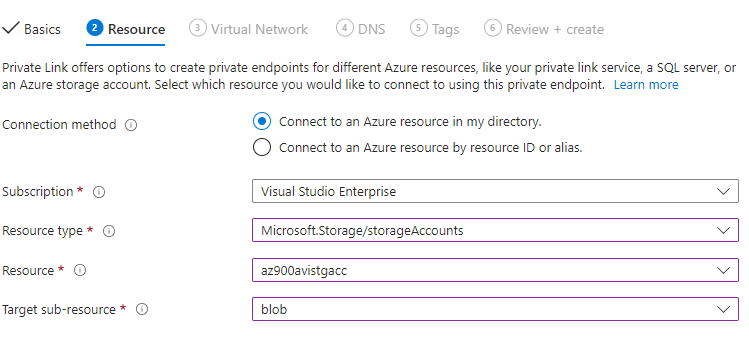 Basics 2 Resource 3 Virtual Network 4 DNS 5 Tags 6 Review + create
Private Link offers options to create private endpoints for different Azure resources, like your private link service, a SQL server, or
an Azure storage account. Select which resource you would like to connect to using this private endpoint. Learn more
Connection method Connect to an Azure resource in my directory.
Connect to an Azure resource by resource ID or alias.
Subscription * Visual Studio Enterprise
Resource type * Microsoft.Storage/storageAccounts
Resource * az900avistgacc
Target sub-resource * blob